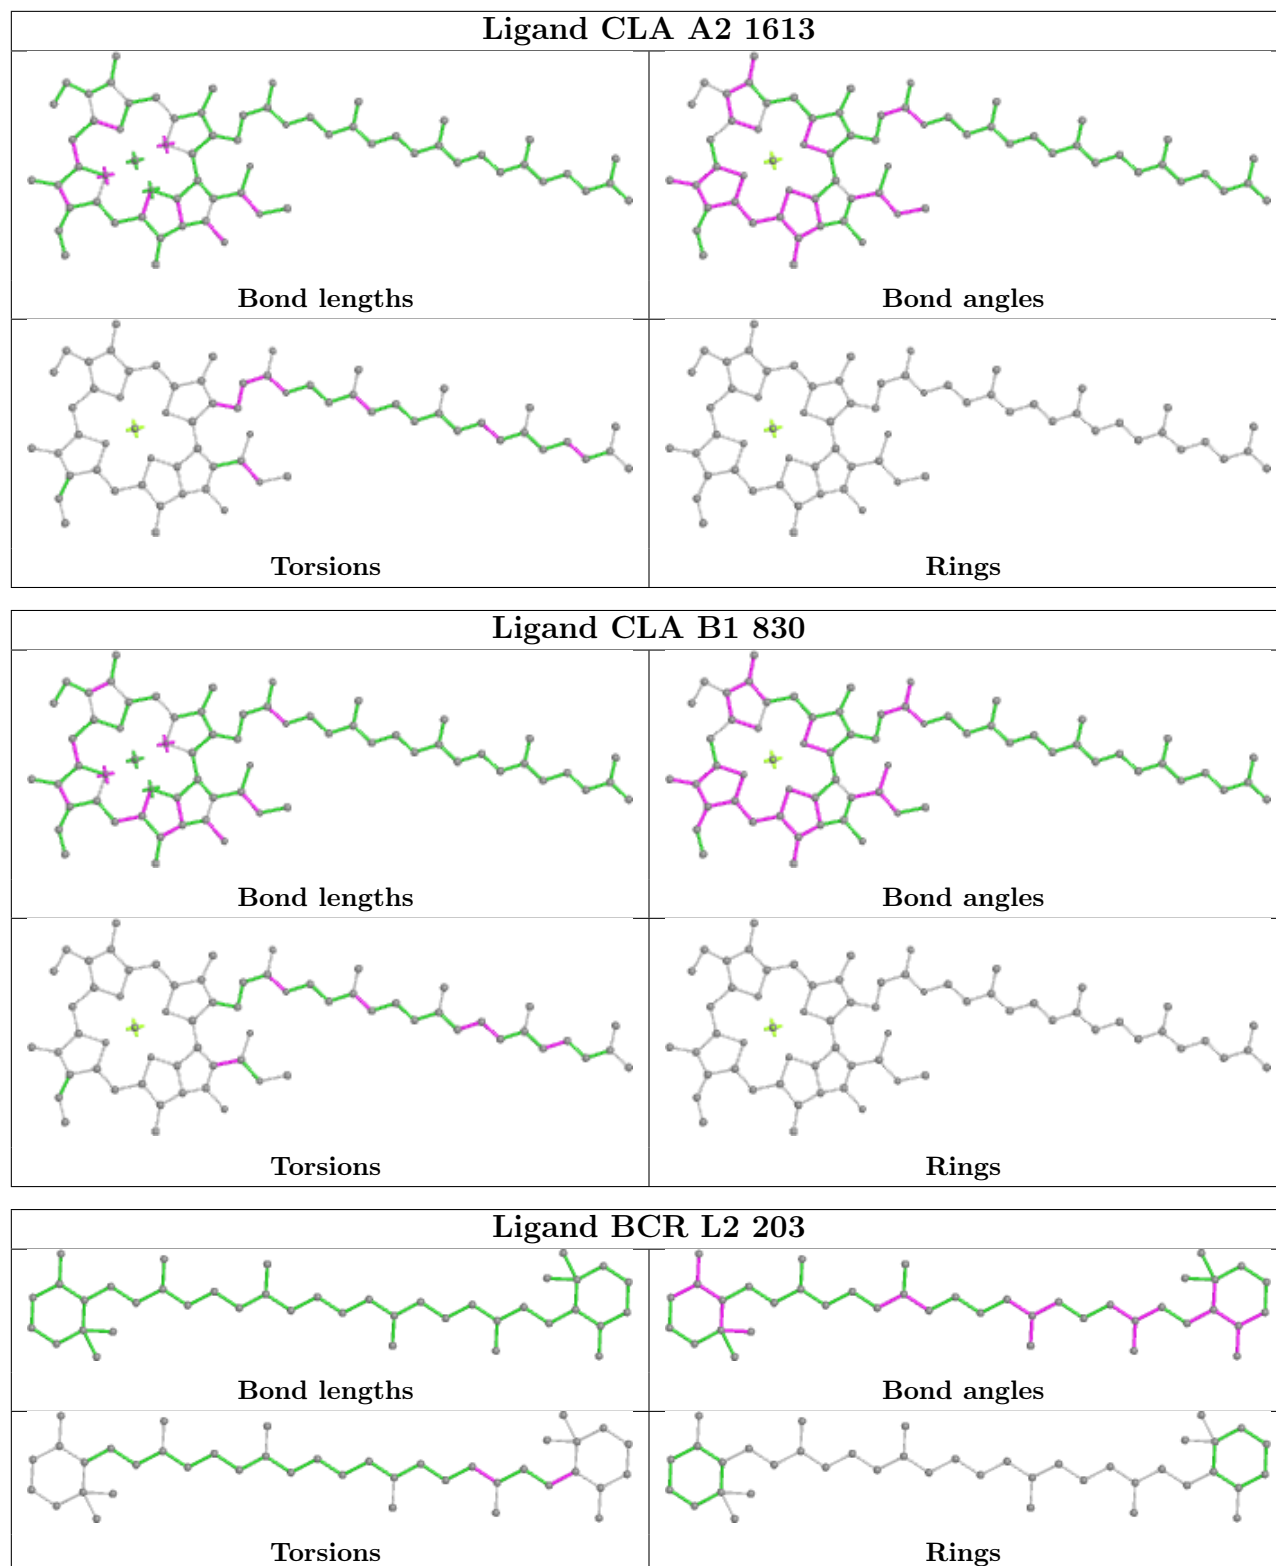 Ligand CLA A2 1613
Bond lengths
Bond angles
Torsions
Rings
Ligand CLA B1 830
Bond lengths
Bond angles
Torsions
Rings
Ligand BCR L2 203
Bond lengths
Bond angles
Torsions
Rings